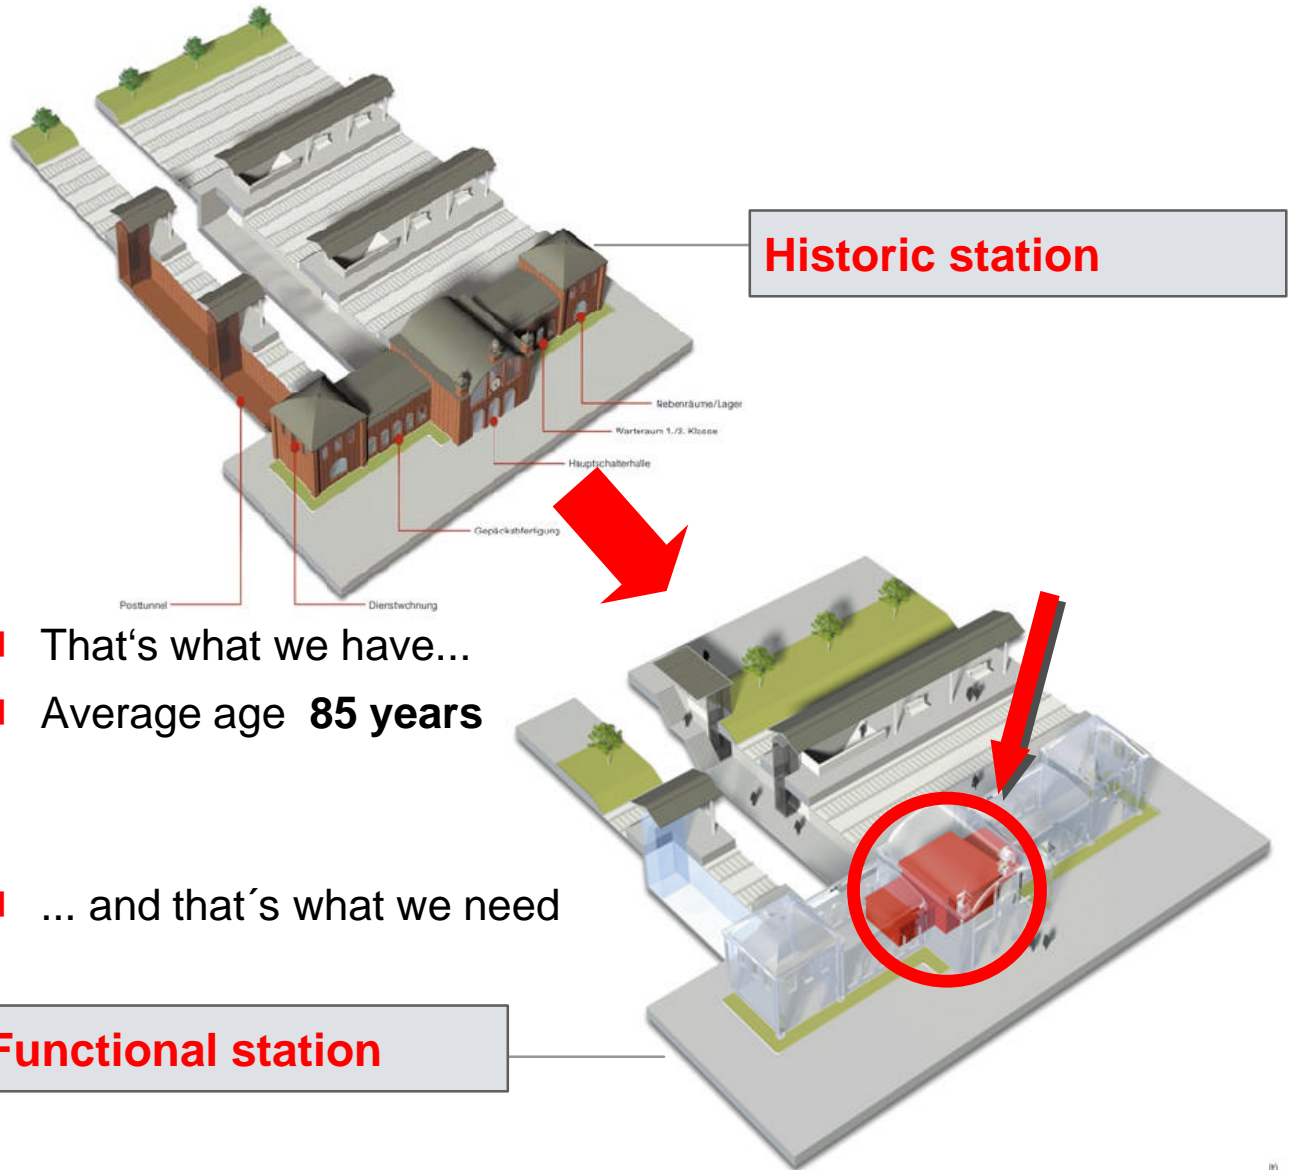 Historic station
Nebenräume/Lager
Warteraum 1./2. Klasse
Hauptschalterhalle
Gepäckabfertigung
Posttunnel
Dienstwohnung
That‘s what we have...
Average age 85 years
... and that´s what we need
Functional station